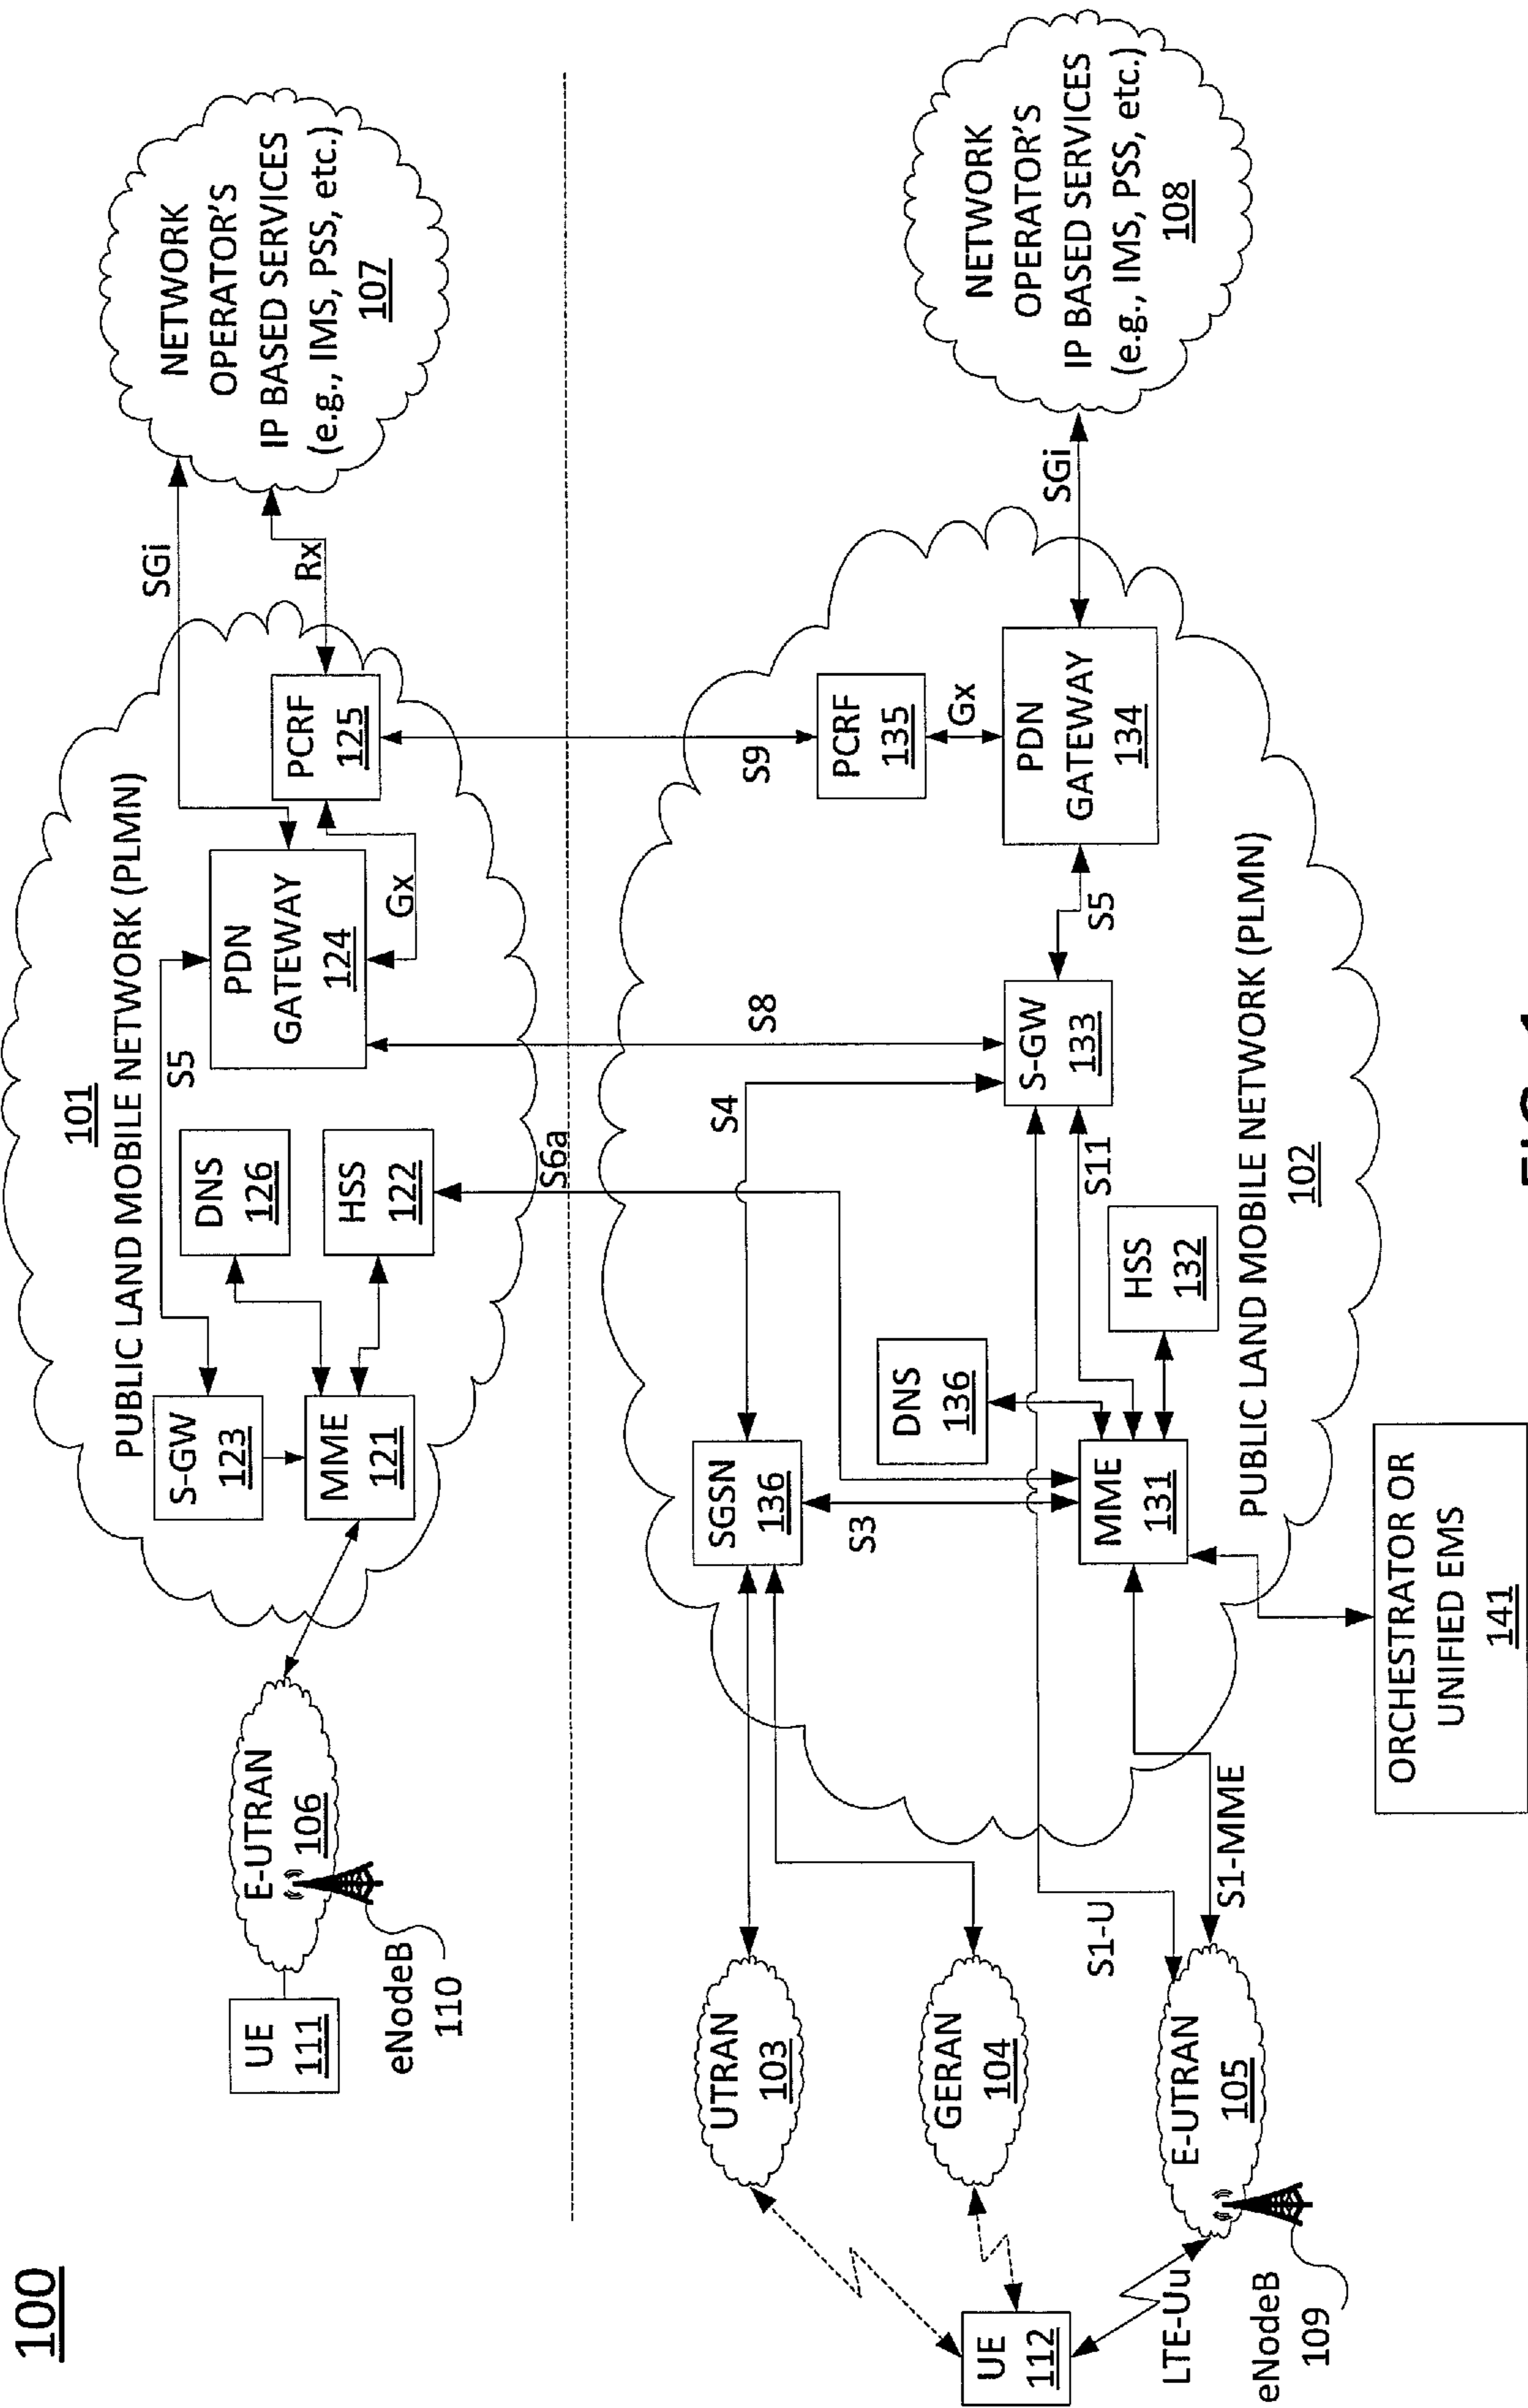 100
101
PUBLIC LAND MOBILE NETWORK (PLMN)
UE
111
eNodeB
110
E-UTRAN
106
S-GW
123
MME
121
DNS
126
HSS
122
S5
PDN
GATEWAY
124
Gx
PCRF
125
SGi
Rx
NETWORK
OPERATOR'S
IP BASED SERVICES
(e.g., IMS, PSS, etc.)
107
S6a
S8
S9
UTRAN
103
GERAN
104
E-UTRAN
105
UE
112
LTE-Uu
eNodeB
109
S1-U
S1-MME
SGSN
136
S3
S4
DNS
136
MME
131
HSS
132
S11
S-GW
133
S5
PCRF
135
Gx
PDN
GATEWAY
134
SGi
NETWORK
OPERATOR'S
IP BASED SERVICES
(e.g., IMS, PSS, etc.)
108
PUBLIC LAND MOBILE NETWORK (PLMN)
102
ORCHESTRATOR OR
UNIFIED EMS
141